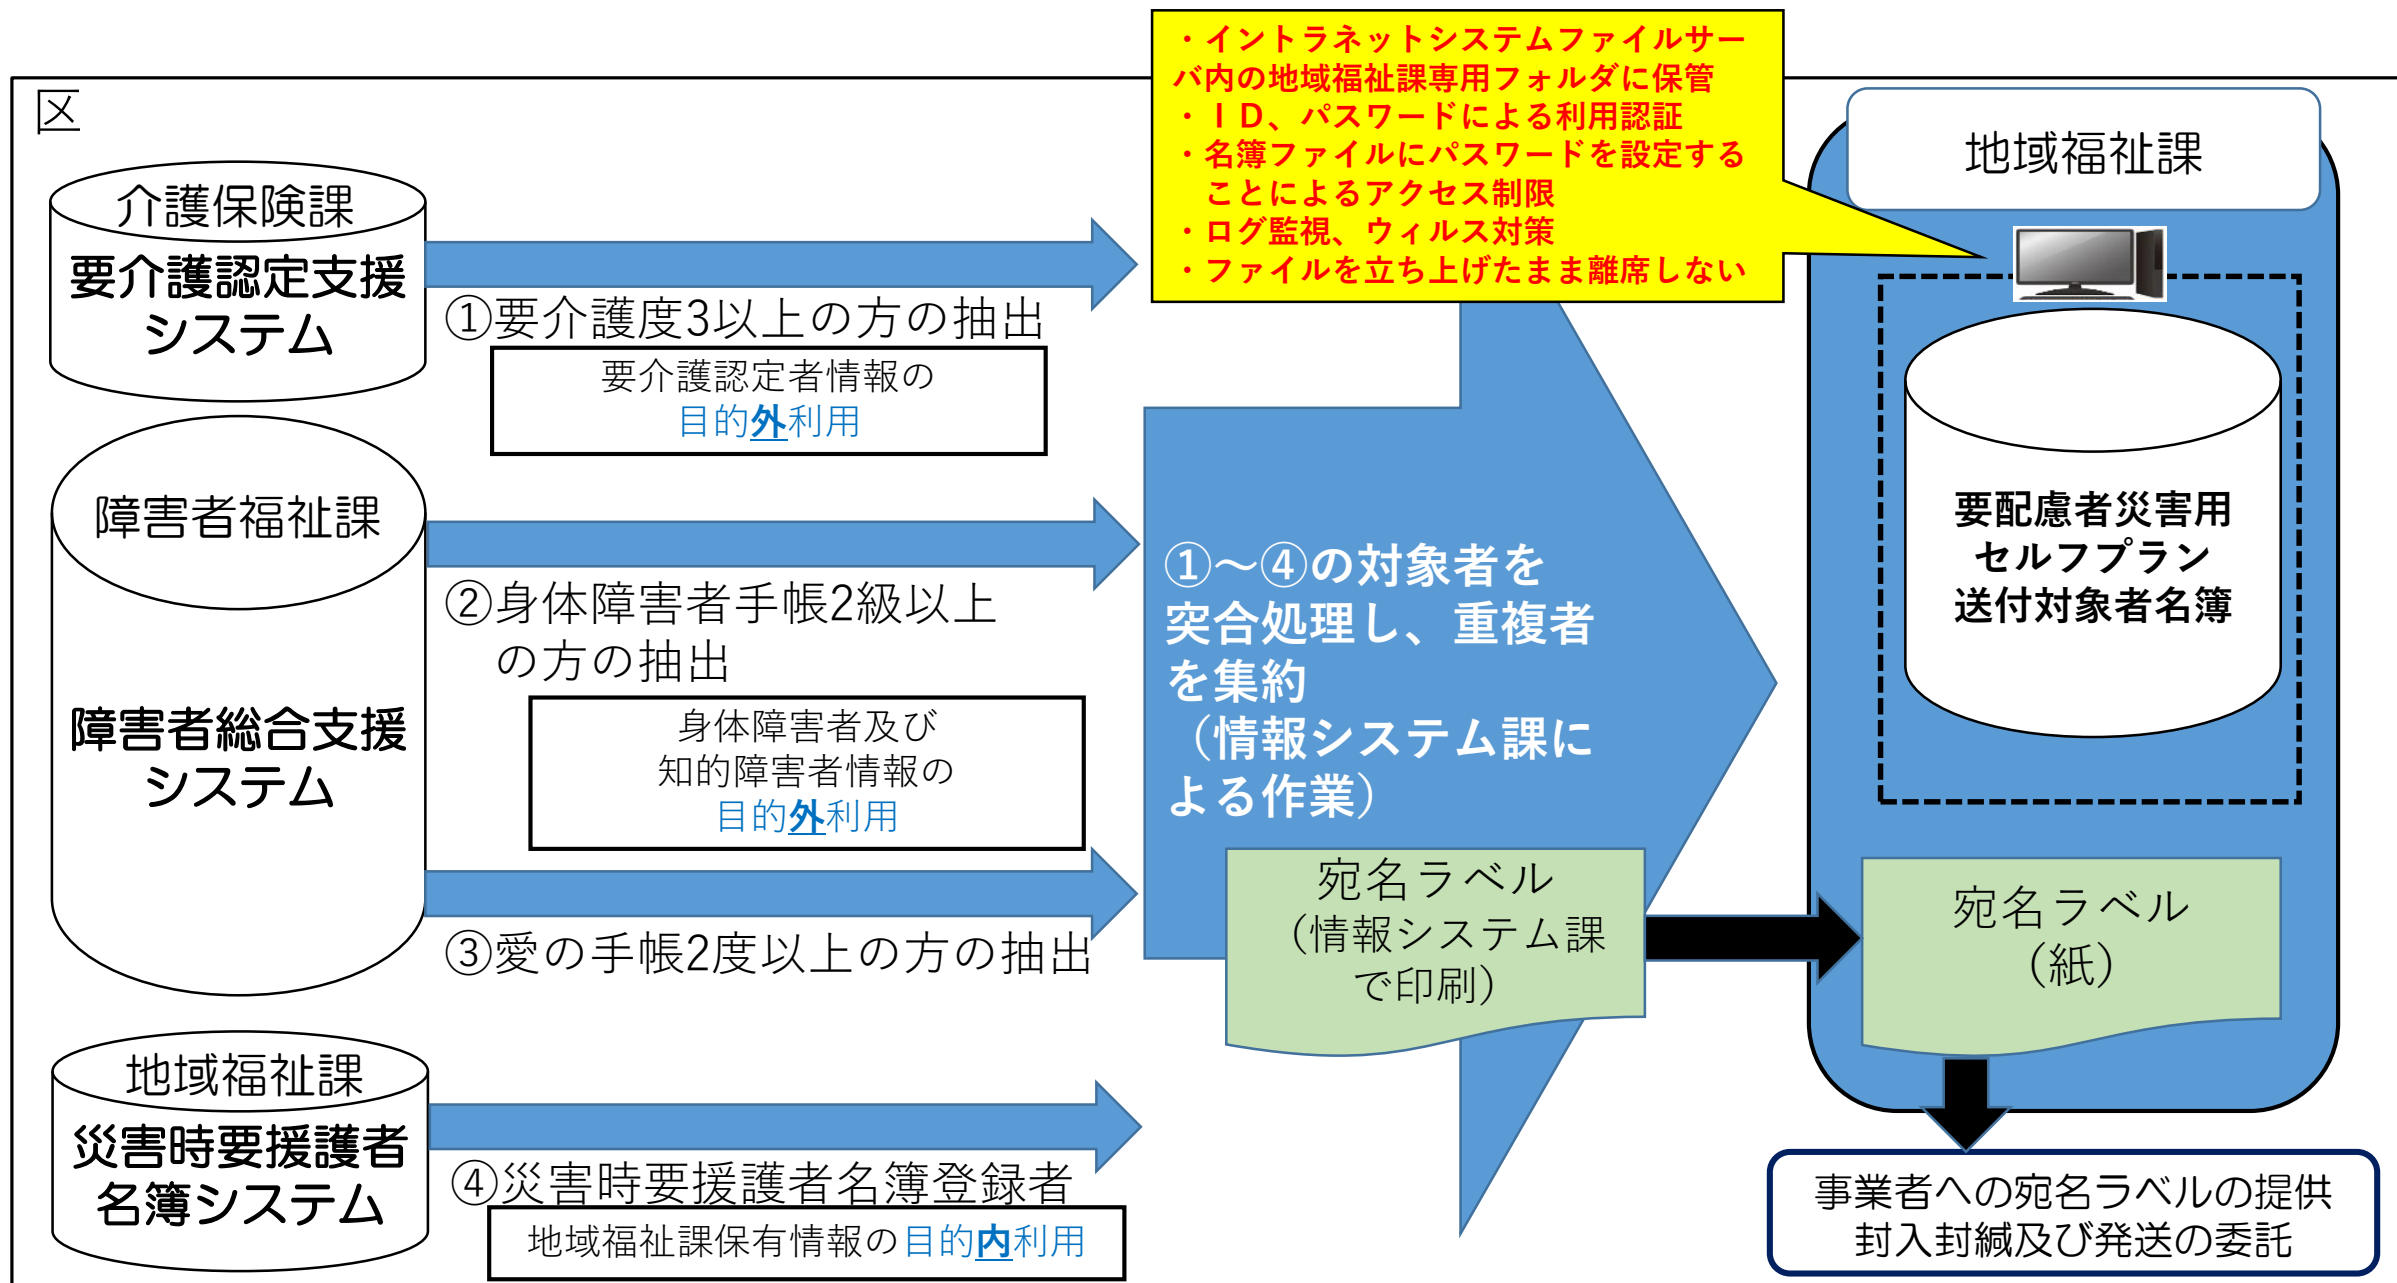 区
介護保険課
要介護認定支援
システム
①要介護度3以上の方の抽出
要介護認定者情報の
目的外利用
障害者福祉課
障害者総合支援
システム
②身体障害者手帳2級以上
の方の抽出
身体障害者及び
知的障害者情報の
目的外利用
③愛の手帳2度以上の方の抽出
地域福祉課
災害時要援護者
名簿システム
④災害時要援護者名簿登録者
地域福祉課保有情報の目的内利用
・イントラネットシステムファイルサー
バ内の地域福祉課専用フォルダに保管
・ＩＤ、パスワードによる利用認証
・名簿ファイルにパスワードを設定する
ことによるアクセス制限
・ログ監視、ウィルス対策
・ファイルを立ち上げたまま離席しない
①～④の対象者を
突合処理し、重複者
を集約
（情報システム課に
よる作業）
宛名ラベル
（情報システム課
で印刷）
地域福祉課
要配慮者災害用
セルフプラン
送付対象者名簿
宛名ラベル
（紙）
事業者への宛名ラベルの提供
封入封緘及び発送の委託